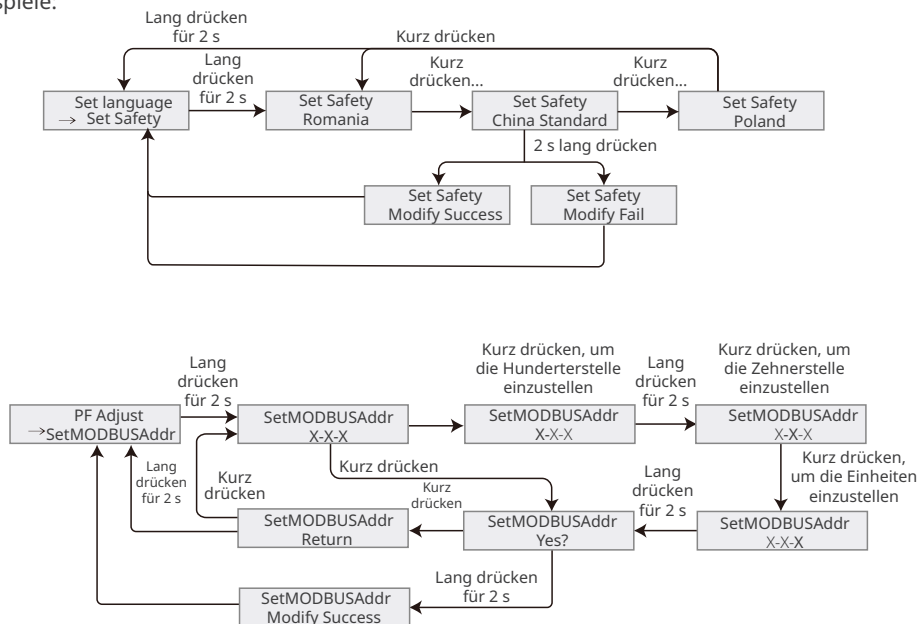 spiele:
Lang drücken
für 2 s
Kurz drücken
Lang
drücken
für 2 s
Kurz
drücken...
Kurz
drücken...
Set language
→ Set Safety
Set Safety
Romania
Set Safety
China Standard
Set Safety
Poland
2 s lang drücken
Set Safety
Modify Success
Set Safety
Modify Fail
Kurz drücken, um
die Hunderterstelle
einzustellen
Kurz drücken, um
die Zehnerstelle
einzustellen
Lang
drücken
für 2 s
Lang
drücken
für 2 s
PF Adjust
→SetMODBUSAddr
SetMODBUSAddr
X-X-X
SetMODBUSAddr
X-X-X
SetMODBUSAddr
X-X-X
Kurz drücken,
um die Einheiten
einzustellen
Lang
drücken
für 2 s
Kurz
drücken
Kurz drücken
Kurz
drücken
Lang
drücken
für 2 s
SetMODBUSAddr
Return
SetMODBUSAddr
Yes?
SetMODBUSAddr
X-X-X
Lang drücken
für 2 s
SetMODBUSAddr
Modify Success